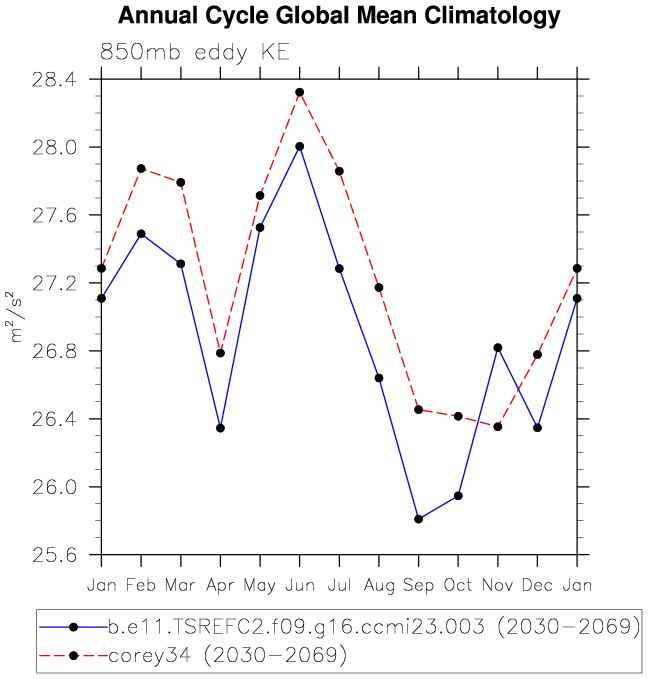 Annual Cycle Global Mean Climatology
850mb eddy KE
28.4
28.0
27.6
27.2
26.8
26.4
26.0
25.6
m²/s²
Jan Feb Mar Apr May Jun Jul Aug Sep Oct Nov Dec Jan
b.e11.TSREFC2.f09.g16.ccmi23.003 (2030-2069)
corey34 (2030-2069)